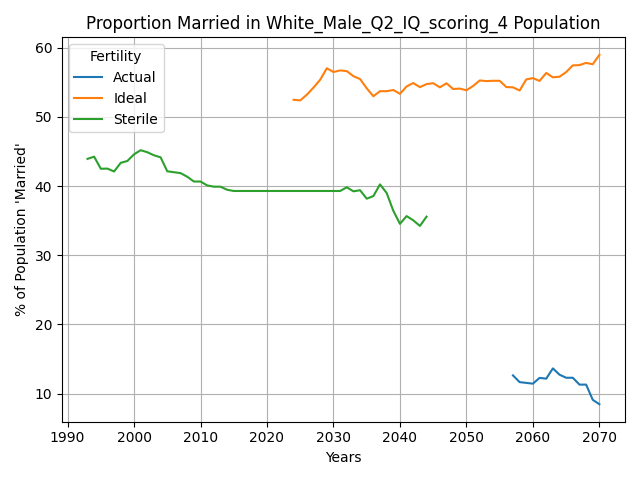 Proportion Married in White_Male_Q2_IQ_scoring_4 Population
Fertility
Actual
Ideal
Sterile
% of Population 'Married'
60
50
40
30
20
10
1990 2000 2010 2020 2030 2040 2050 2060 2070
Years